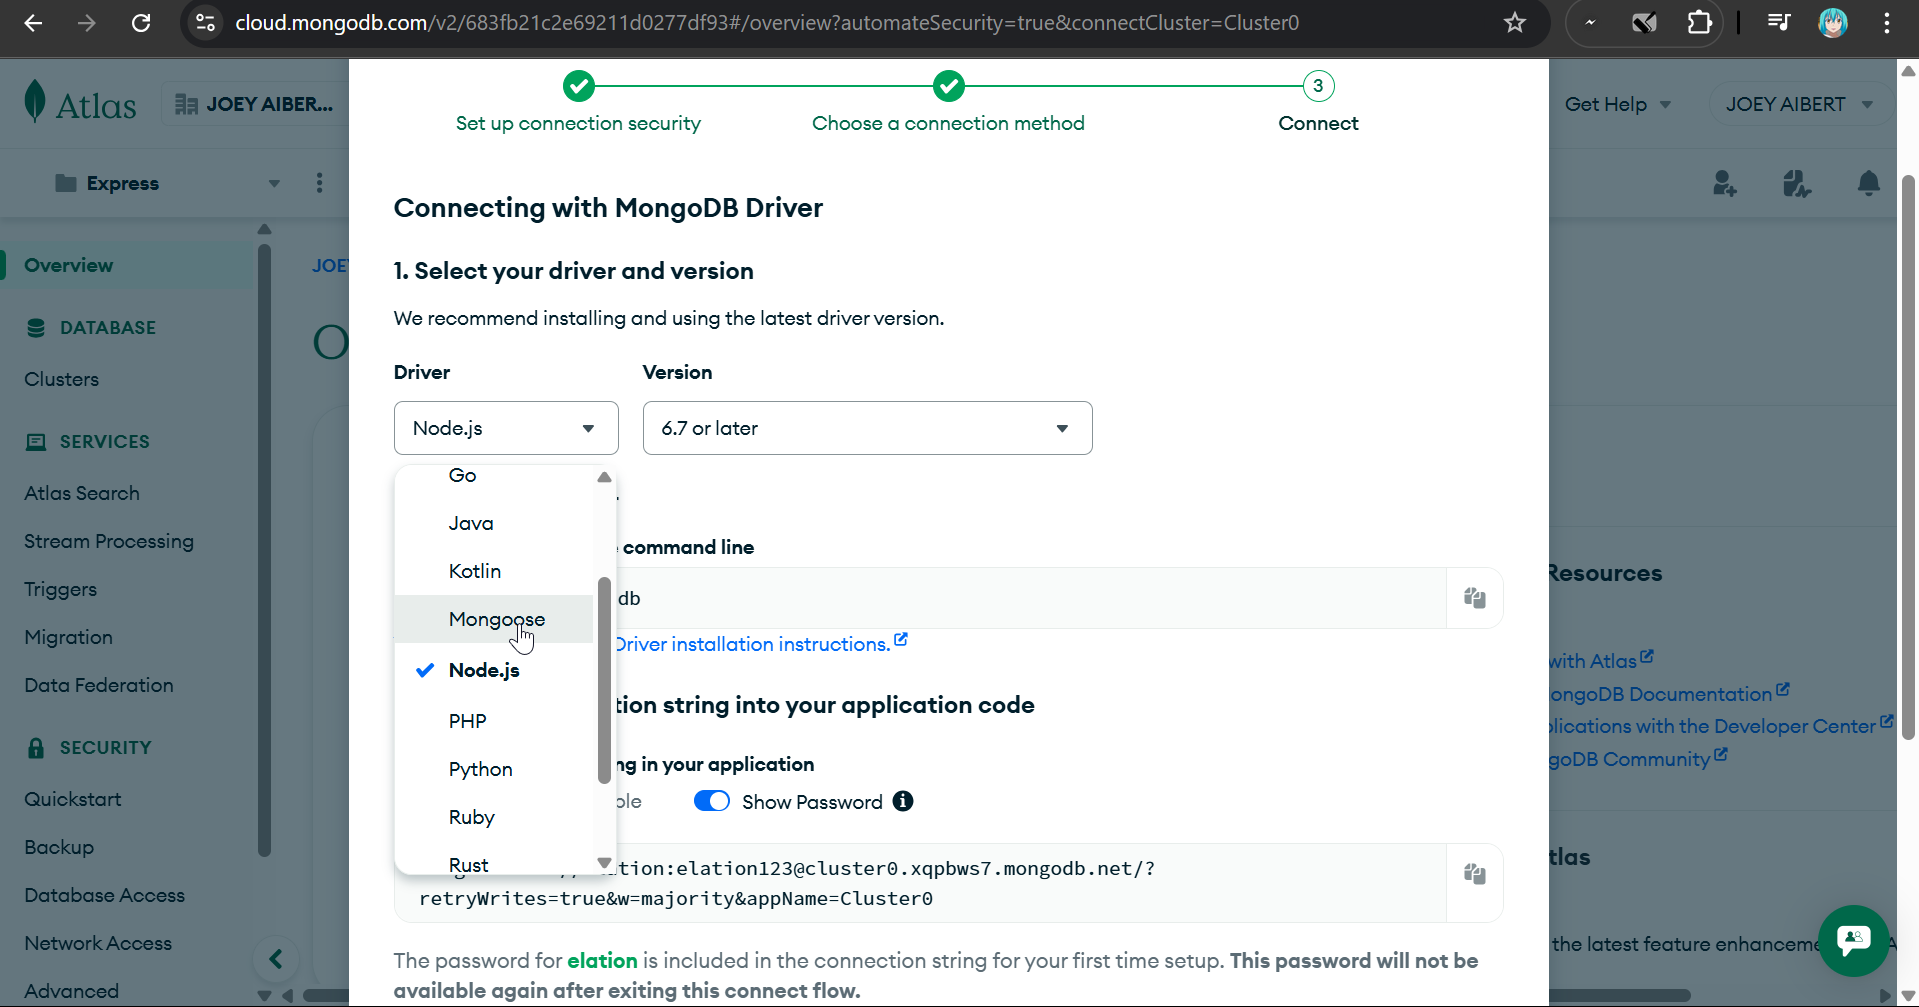 cloud.mongodb.com/v2/683fb21c2e69211d0277df93#/overview?automateSecurity=true&connectCluster=Cluster0
Atlas
JOEY AIBER...
Set up connection security
Choose a connection method
3
Connect
Get Help
JOEY AIBERT
Express
Connecting with MongoDB Driver
Overview
JOE
1. Select your driver and version
DATABASE
We recommend installing and using the latest driver version.
O
Clusters
Driver
Version
Node.js
6.7 or later
SERVICES
Go
Atlas Search
Java
Stream Processing
command line
Kotlin
Resources
Triggers
db
Mongoose
Migration
Driver installation instructions.
with Atlas
Node.js
Data Federation
ongoDB Documentation
tion string into your application code
PHP
plications with the Developer Center
SECURITY
goDB Community
ng in your application
Python
Quickstart
ble
Show Password
Ruby
Backup
tlas
Rust
tion:elation123@cluster0.xqpbws7.mongodb.net/?
Database Access
retryWrites=true&w=majority&appName=Cluster0
Network Access
the latest feature enhanceme
The password for elation is included in the connection string for your first time setup. This password will not be
available again after exiting this connect flow.
Advanced